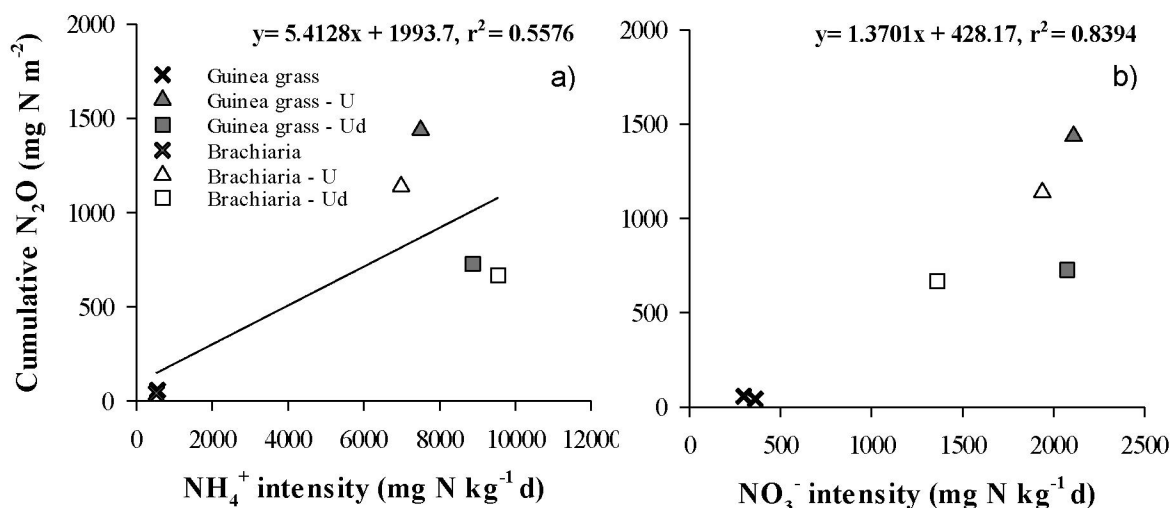 y= 5.4128x + 1993.7, r² = 0.5576
a)
Guinea grass
Guinea grass - U
Guinea grass - Ud
Brachiaria
Brachiaria - U
Brachiaria - Ud
Cumulative N₂O (mg N m⁻²)
2000
1500
1000
500
0
0 2000 4000 6000 8000 10000 12000
NH₄⁺ intensity (mg N kg⁻¹ d)
y= 1.3701x + 428.17, r² = 0.8394
b)
2000
1500
1000
500
0
0 500 1000 1500 2000 2500
NO₃⁻ intensity (mg N kg⁻¹ d)